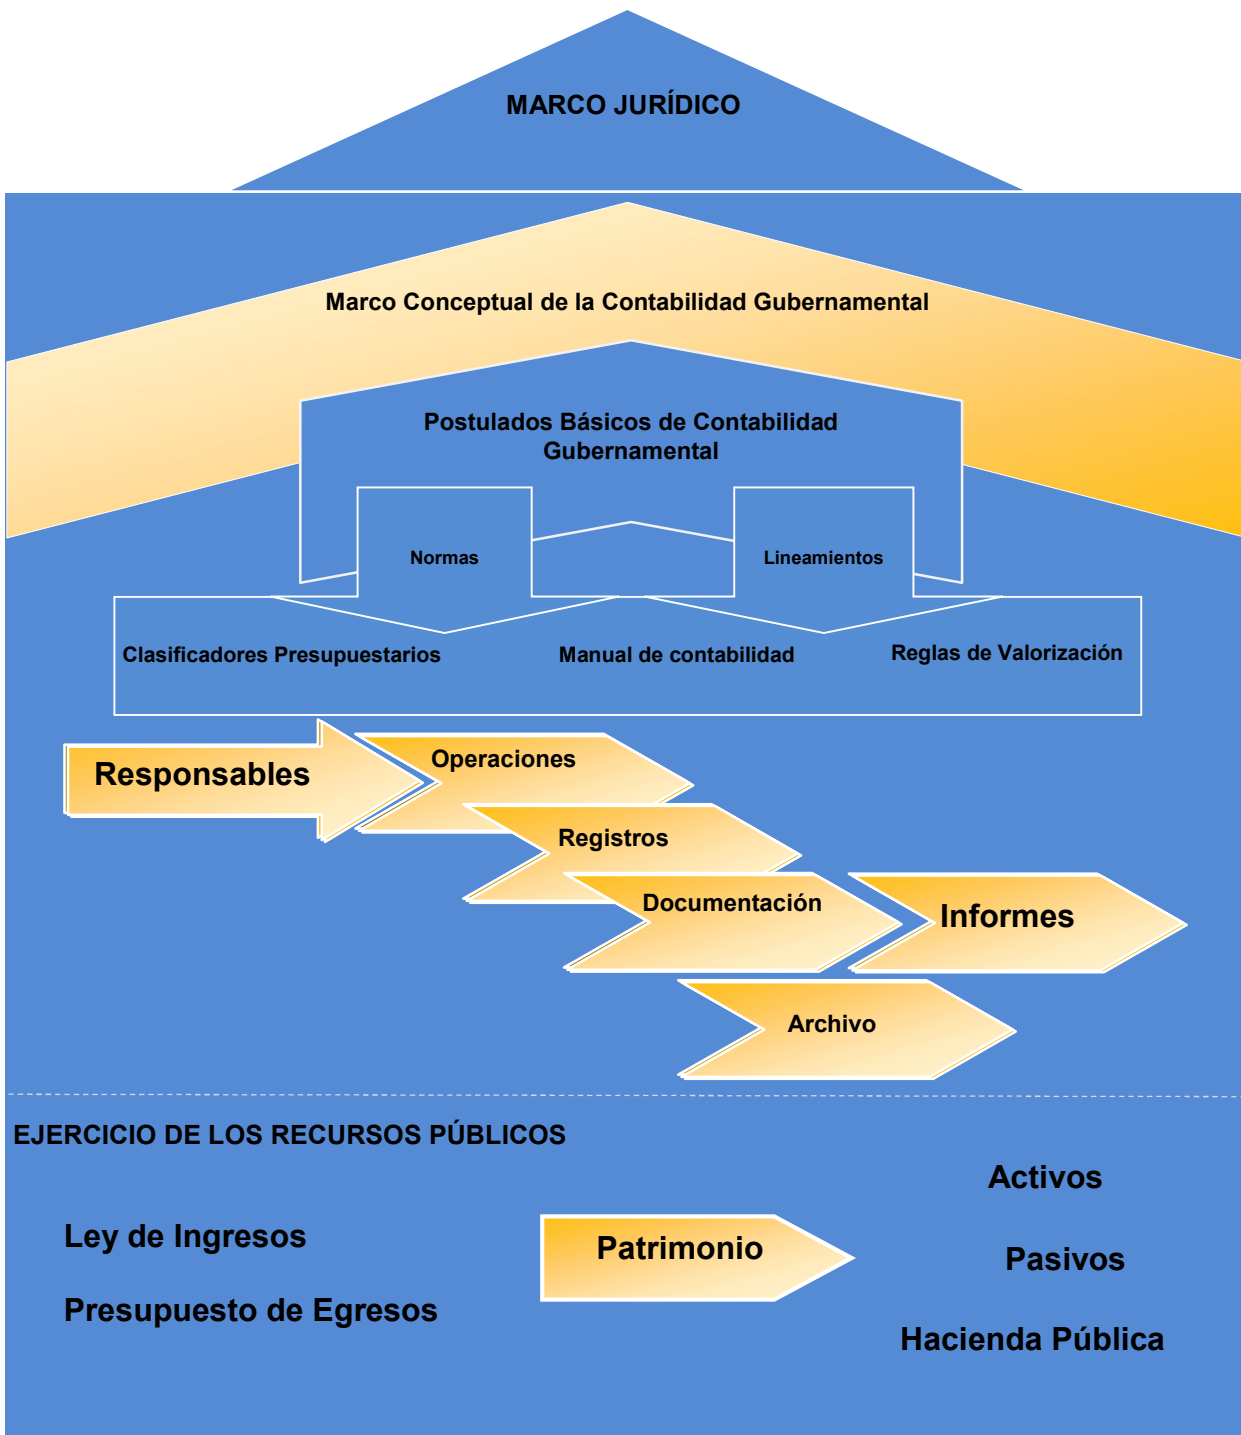 MARCO JURÍDICO
Marco Conceptual de la Contabilidad Gubernamental
Postulados Básicos de Contabilidad
Gubernamental
Normas
Lineamientos
Clasificadores Presupuestarios
Manual de contabilidad
Reglas de Valorización
Responsables
Operaciones
Registros
Documentación
Informes
Archivo
EJERCICIO DE LOS RECURSOS PÚBLICOS
Ley de Ingresos
Presupuesto de Egresos
Patrimonio
Activos
Pasivos
Hacienda Pública